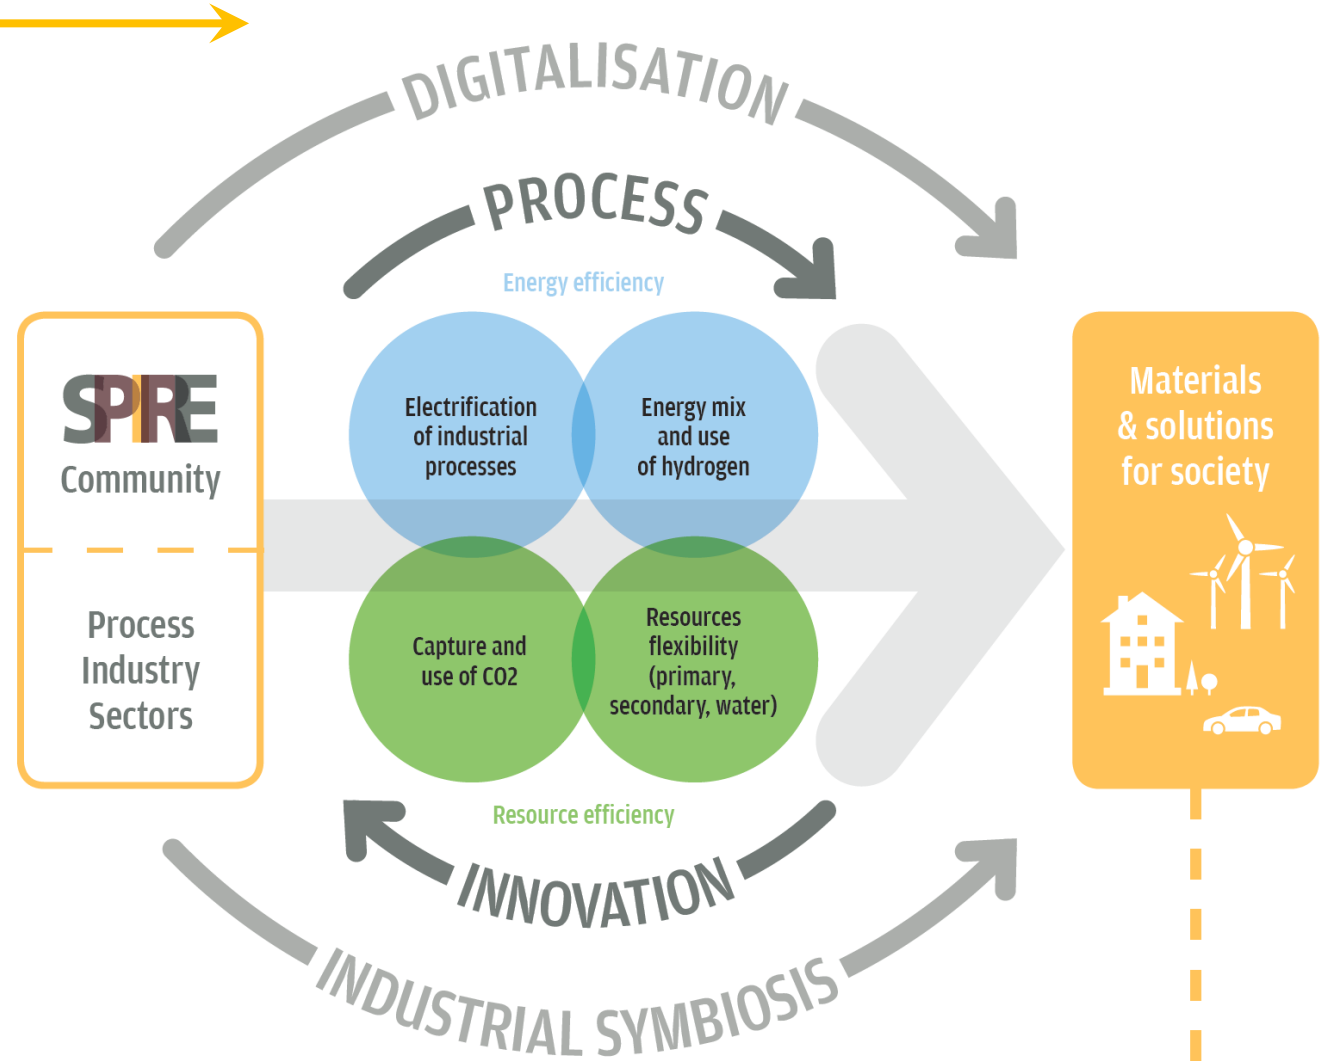 DIGITALISATION
PROCESS
Energy efficiency
SPIRE
Community
Process
Industry
Sectors
Electrification
of industrial
processes
Energy mix
and use
of hydrogen
Capture and
use of CO2
Resources
flexibility
(primary,
secondary, water)
Materials
& solutions
for society
Resource efficiency
INNOVATION
INDUSTRIAL SYMBIOSIS